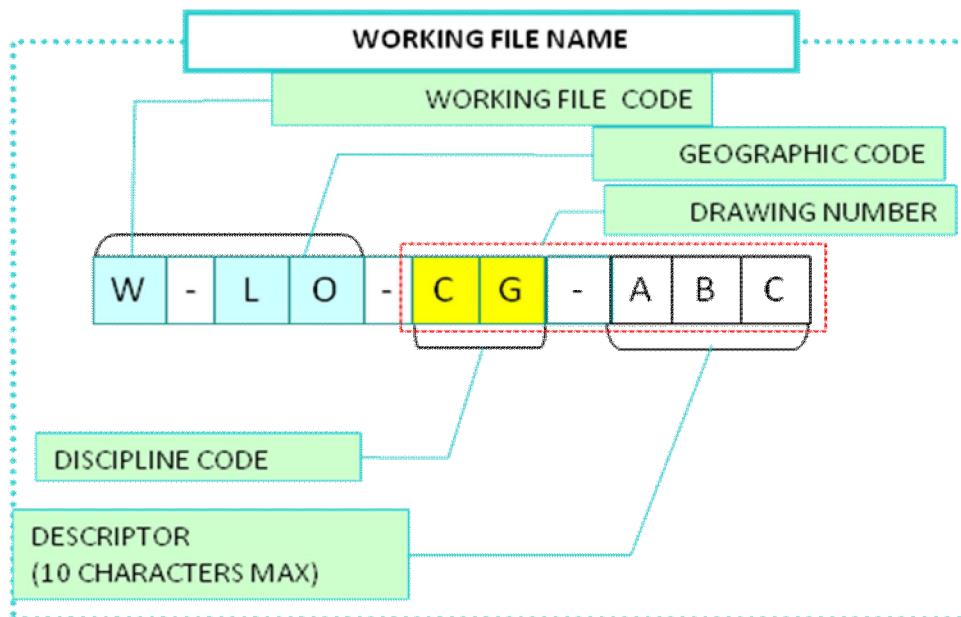 WORKING FILE NAME
WORKING FILE CODE
GEOGRAPHIC CODE
DRAWING NUMBER
W - L O - C G - A B C
DISCIPLINE CODE
DESCRIPTOR
(10 CHARACTERS MAX)